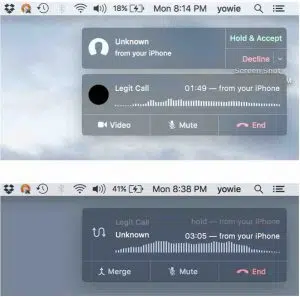 18% Mon 8:14 PM yowie
Unknown
from your iPhone
Hold & Accept
Decline
Screen Shot
Legit Call 01:49 — from your iPhone
Video Mute End
41% Mon 8:38 PM yowie
Legit Call hold — from your iPhone
Unknown 03:05 — from your iPhone
Merge Mute End